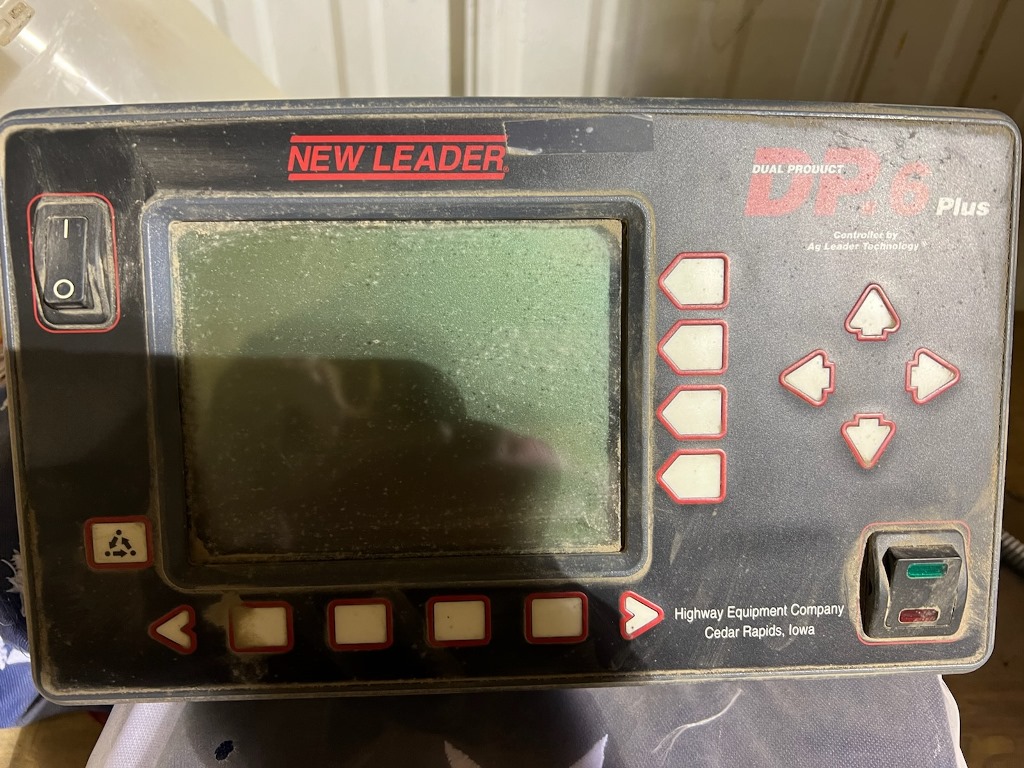 NEW LEADER®
DUAL PRODUCT
DP.6 Plus
Controller by
Ag Leader Technology®
I
O
Highway Equipment Company
Cedar Rapids, Iowa